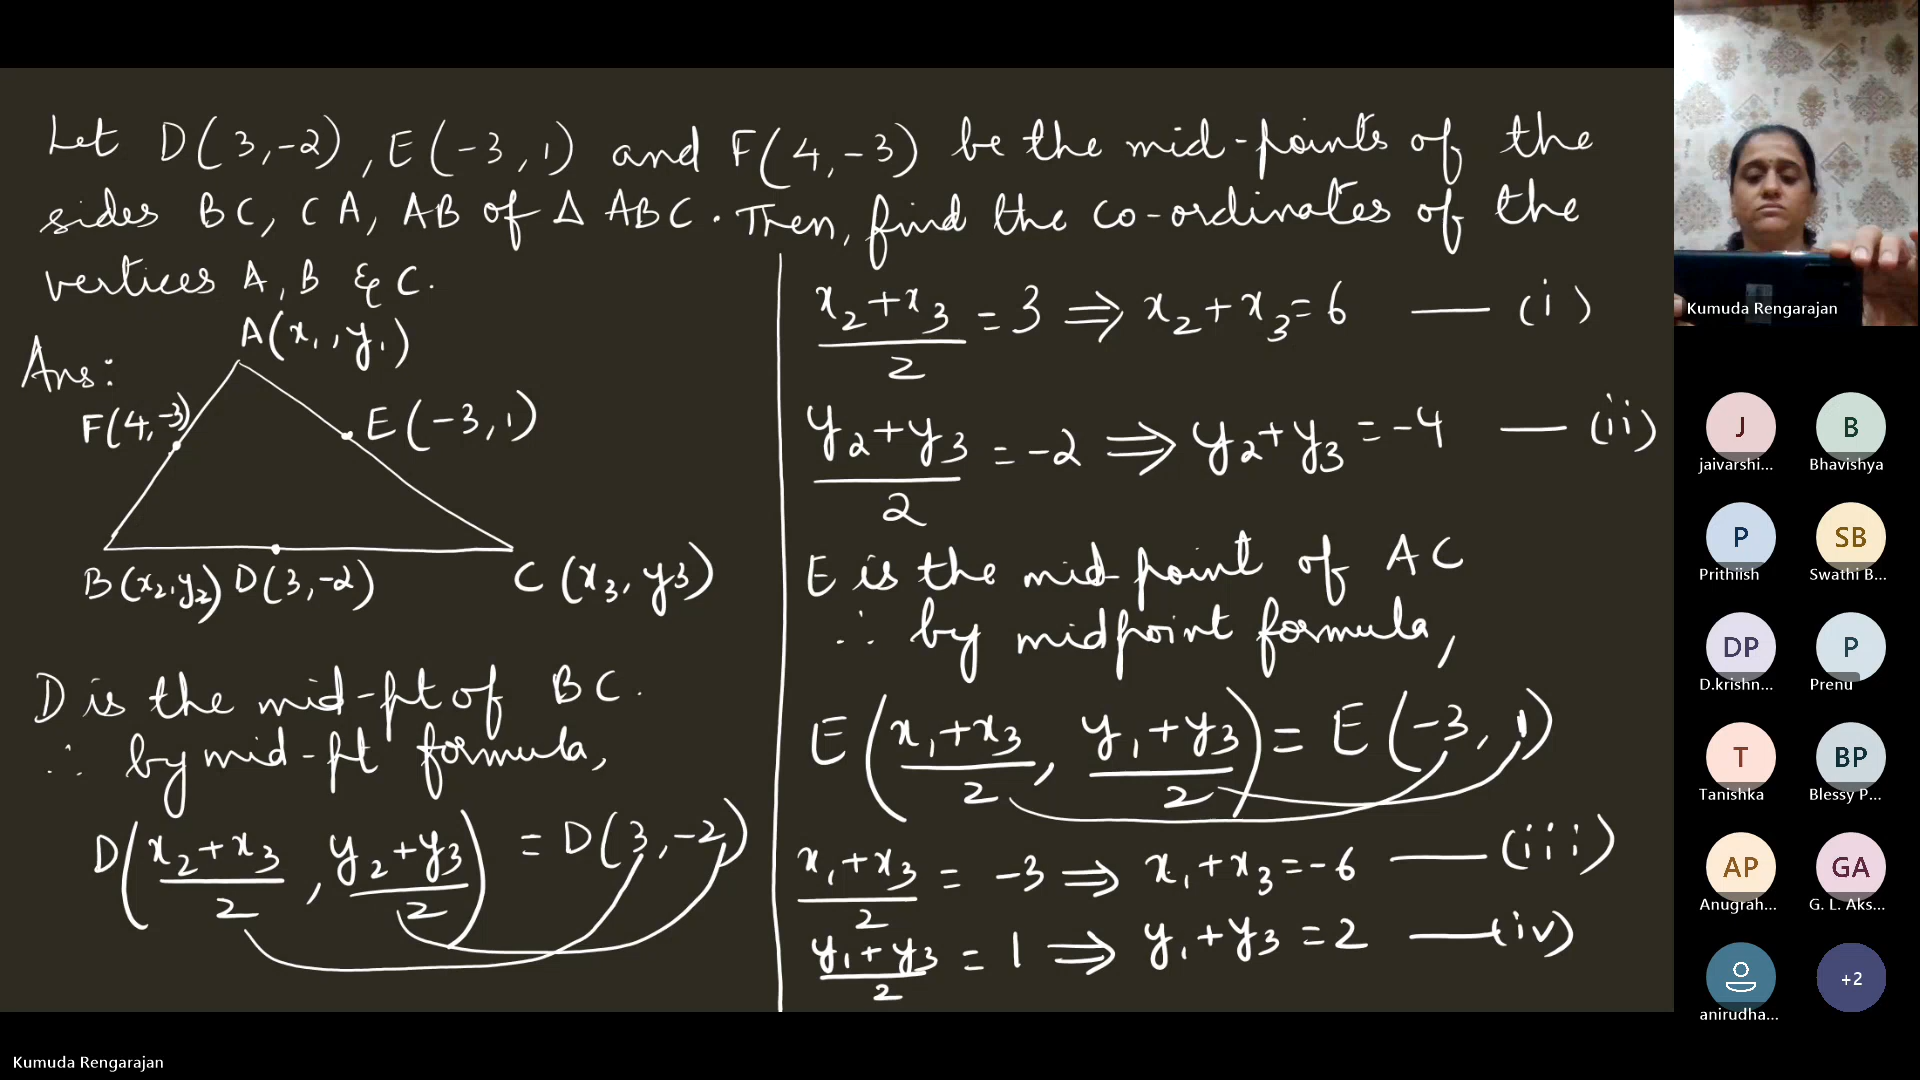 Let D(3,-2), E(-3,1) and F(4,-3) be the mid-points of the
sides BC, CA, AB of Δ ABC. Then, find the co-ordinates of the
vertices A, B & C.
Ans:
A(x₁,y₁)
F(4,-3)
E(-3,1)
B(x₂,y₂) D(3,-2)
C (x₃, y₃)
D is the mid-pt of BC.
∴ by mid-pt formula,
D((x₂+x₃)/2, (y₂+y₃)/2) = D(3,-2)
(x₂+x₃)/2 = 3 ⇒ x₂+x₃=6 — (i)
(y₂+y₃)/2 = -2 ⇒ y₂+y₃=-4 — (ii)
E is the mid-point of AC
∴ by midpoint formula,
E((x₁+x₃)/2, (y₁+y₃)/2) = E(-3,1)
(x₁+x₃)/2 = -3 ⇒ x₁+x₃=-6 — (iii)
(y₁+y₃)/2 = 1 ⇒ y₁+y₃=2 — (iv)
Kumuda Rengarajan
Kumuda Rengarajan
J
jaivarshi...
B
Bhavishya
P
Prithiish
SB
Swathi B...
DP
D.krishn...
P
Prenu
T
Tanishka
BP
Blessy P...
AP
Anugrah...
GA
G. L. Aks...
anirudha...
+2